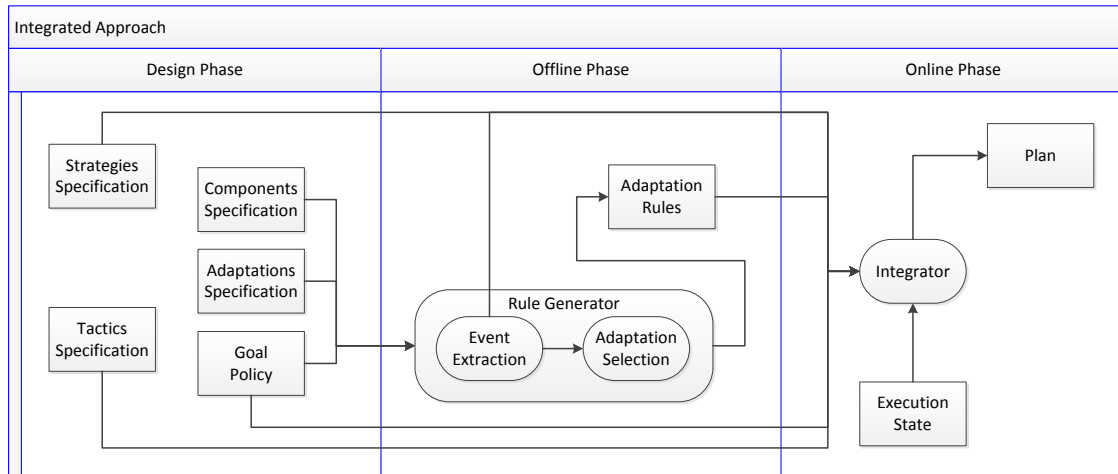 Integrated Approach
Design Phase
Offline Phase
Online Phase
Strategies
Specification
Components
Specification
Adaptations
Specification
Tactics
Specification
Goal
Policy
Rule Generator
Event
Extraction
Adaptation
Selection
Adaptation
Rules
Plan
Integrator
Execution
State